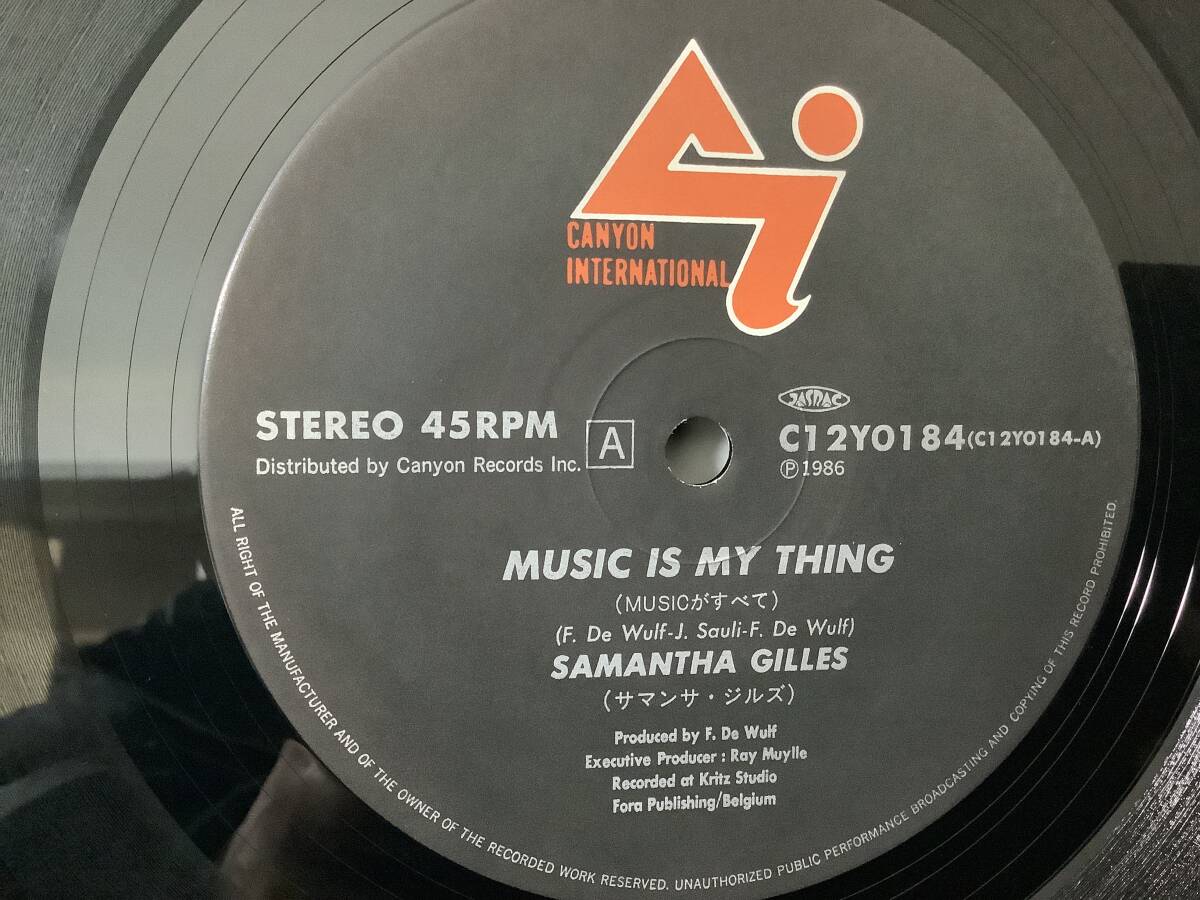 CANYON
INTERNATIONAL
STEREO 45RPM
Distributed by Canyon Records Inc.
A
JASRAC
C12Y0184(C12Y0184-A)
Ⓟ1986
MUSIC IS MY THING
(MUSICがすべて)
(F. De Wulf-J. Sauli-F. De Wulf)
SAMANTHA GILLES
(サマンサ・ジルズ)
Produced by F. De Wulf
Executive Producer : Ray Muylle
Recorded at Kritz Studio
Fora Publishing/Belgium
ALL RIGHT OF THE MANUFACTURER AND OF THE OWNER OF THE RECORDED WORK RESERVED. UNAUTHORIZED PUBLIC PERFORMANCE BROADCASTING AND COPYING OF THIS RECORD PROHIBITED.